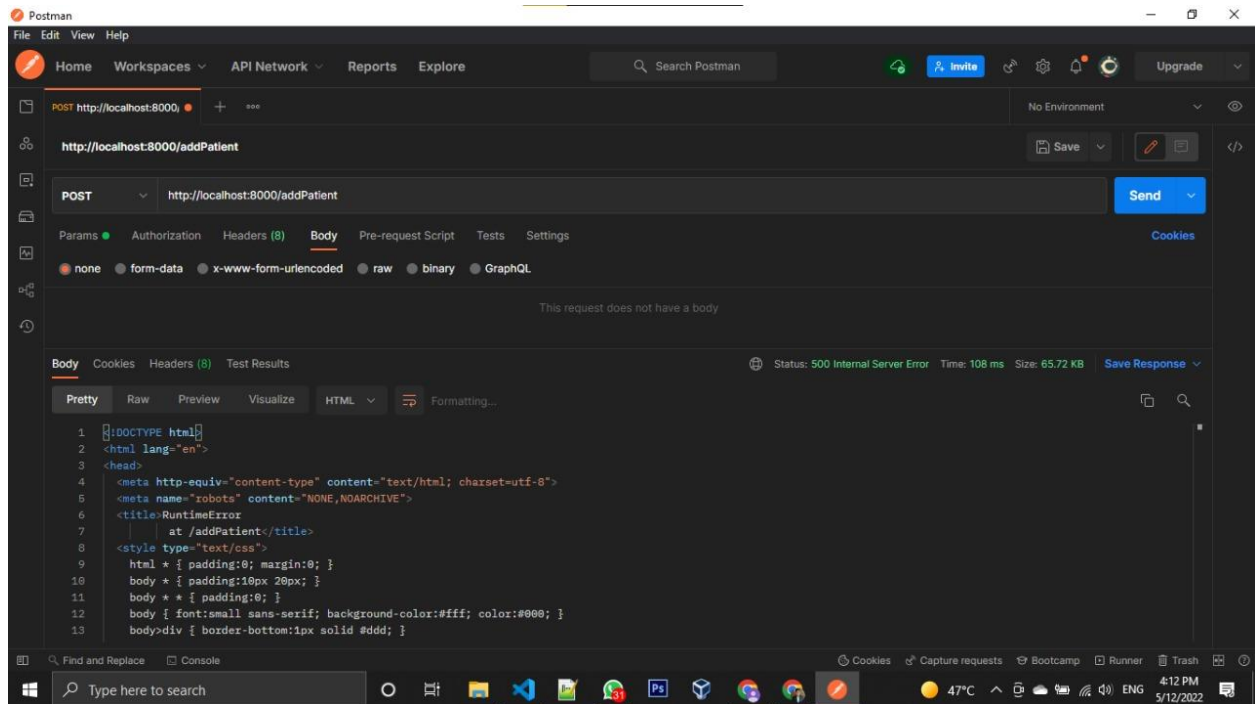 Postman
File Edit View Help
Home Workspaces API Network Reports Explore Search Postman Invite Upgrade
POST http://localhost:8000/ No Environment
http://localhost:8000/addPatient Save
POST http://localhost:8000/addPatient Send
Params Authorization Headers (8) Body Pre-request Script Tests Settings Cookies
none form-data x-www-form-urlencoded raw binary GraphQL
This request does not have a body
Body Cookies Headers (8) Test Results Status: 500 Internal Server Error Time: 108 ms Size: 65.72 KB Save Response
Pretty Raw Preview Visualize HTML Formatting...
1 <!DOCTYPE html>
2 <html lang="en">
3 <head>
4 <meta http-equiv="content-type" content="text/html; charset=utf-8">
5 <meta name="robots" content="NONE,NOARCHIVE">
6 <title>RuntimeError
7 at /addPatient</title>
8 <style type="text/css">
9 html * { padding:0; margin:0; }
10 body * { padding:10px 20px; }
11 body * * { padding:0; }
12 body { font:small sans-serif; background-color:#fff; color:#000; }
13 body>div { border-bottom:1px solid #ddd; }
Find and Replace Console Cookies Capture requests Bootcamp Runner Trash
Type here to search Ps 31 47°C ENG 4:12 PM
5/12/2022